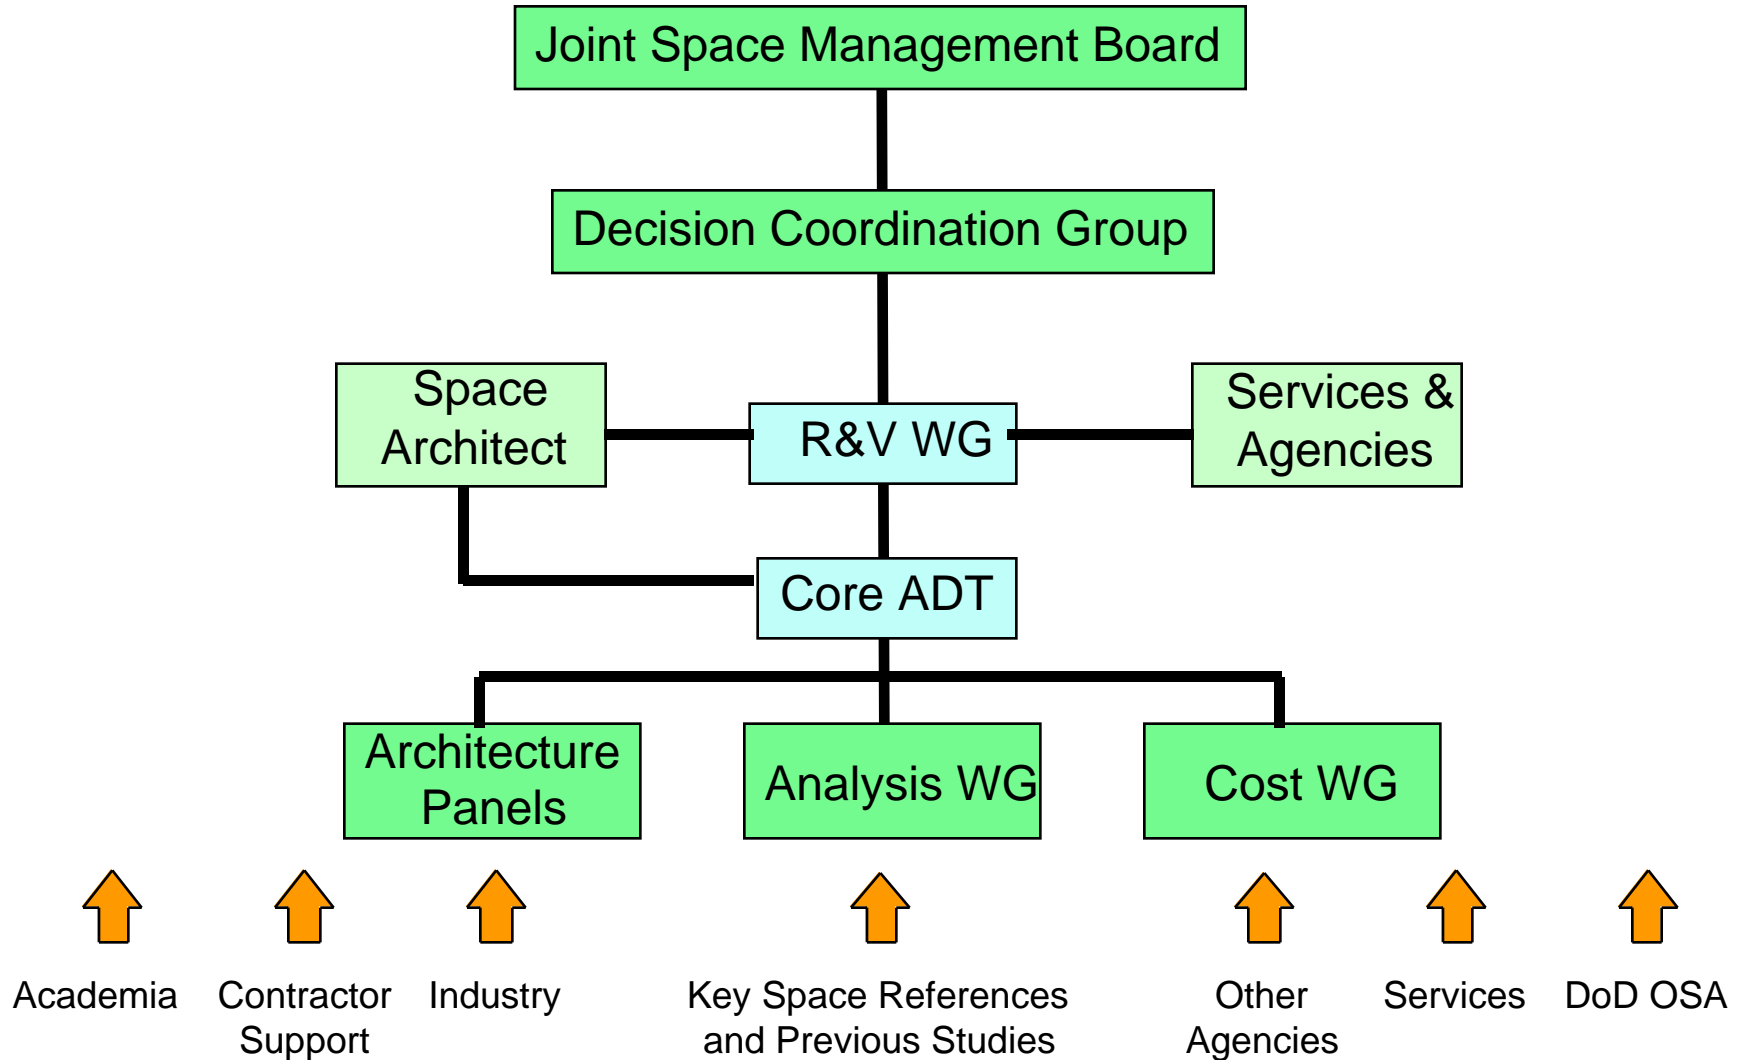 Joint Space Management Board
Decision Coordination Group
Space
Architect
R&V WG
Services &
Agencies
Core ADT
Architecture
Panels
Analysis WG
Cost WG
Academia
Contractor
Support
Industry
Key Space References
and Previous Studies
Other
Agencies
Services
DoD OSA